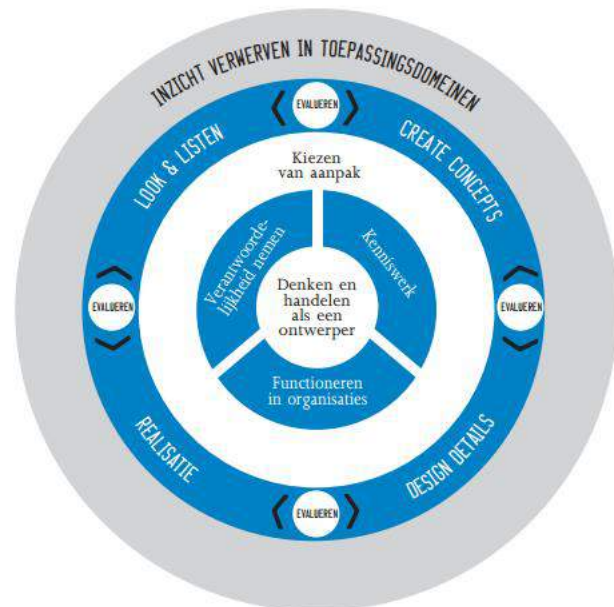 INZICHT VERWERVEN IN TOEPASSINGSDOMEINEN
EVALUEREN
LOOK & LISTEN
CREATE CONCEPTS
Kiezen
van aanpak
Verantwoorde-
lijkheid nemen
Kenniswerk
Denken en
handelen
als een
ontwerper
EVALUEREN
EVALUEREN
Functioneren
in organisaties
REALISATIE
DESIGN DETAILS
EVALUEREN